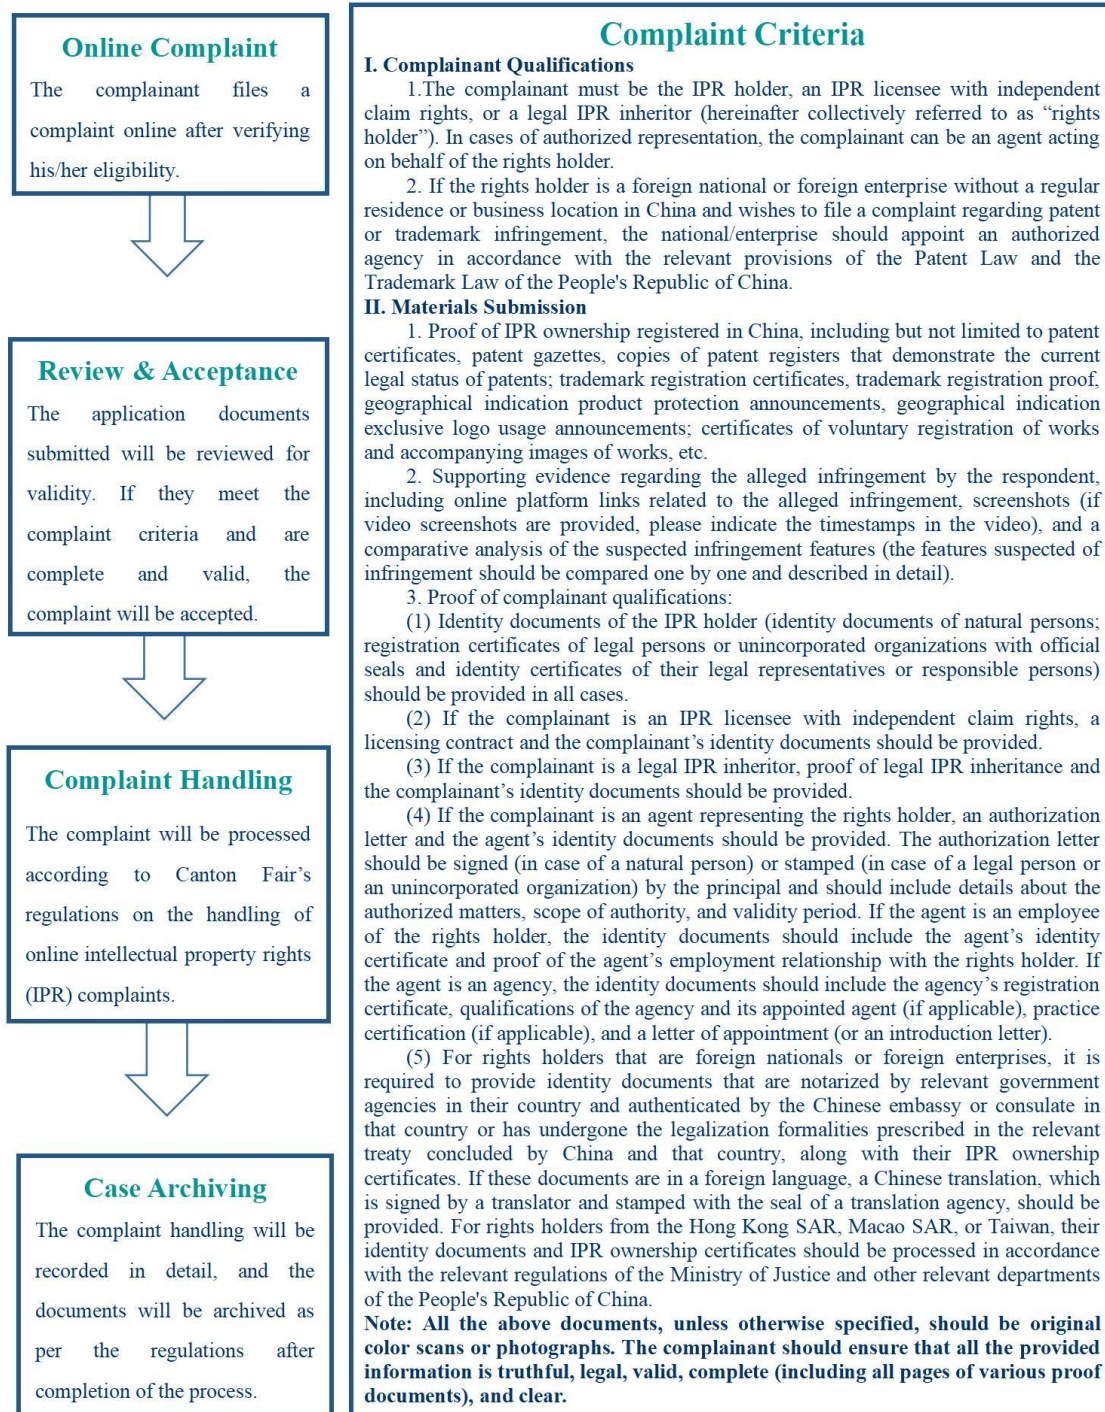 Online Complaint
The complainant files a
complaint online after verifying
his/her eligibility.
Review & Acceptance
The application documents
submitted will be reviewed for
validity. If they meet the
complaint criteria and are
complete and valid, the
complaint will be accepted.
Complaint Handling
The complaint will be processed
according to Canton Fair’s
regulations on the handling of
online intellectual property rights
(IPR) complaints.
Case Archiving
The complaint handling will be
recorded in detail, and the
documents will be archived as
per the regulations after
completion of the process.
Complaint Criteria
I. Complainant Qualifications
1.The complainant must be the IPR holder, an IPR licensee with independent
claim rights, or a legal IPR inheritor (hereinafter collectively referred to as “rights
holder”). In cases of authorized representation, the complainant can be an agent acting
on behalf of the rights holder.
2. If the rights holder is a foreign national or foreign enterprise without a regular
residence or business location in China and wishes to file a complaint regarding patent
or trademark infringement, the national/enterprise should appoint an authorized
agency in accordance with the relevant provisions of the Patent Law and the
Trademark Law of the People's Republic of China.
II. Materials Submission
1. Proof of IPR ownership registered in China, including but not limited to patent
certificates, patent gazettes, copies of patent registers that demonstrate the current
legal status of patents; trademark registration certificates, trademark registration proof,
geographical indication product protection announcements, geographical indication
exclusive logo usage announcements; certificates of voluntary registration of works
and accompanying images of works, etc.
2. Supporting evidence regarding the alleged infringement by the respondent,
including online platform links related to the alleged infringement, screenshots (if
video screenshots are provided, please indicate the timestamps in the video), and a
comparative analysis of the suspected infringement features (the features suspected of
infringement should be compared one by one and described in detail).
3. Proof of complainant qualifications:
(1) Identity documents of the IPR holder (identity documents of natural persons;
registration certificates of legal persons or unincorporated organizations with official
seals and identity certificates of their legal representatives or responsible persons)
should be provided in all cases.
(2) If the complainant is an IPR licensee with independent claim rights, a
licensing contract and the complainant’s identity documents should be provided.
(3) If the complainant is a legal IPR inheritor, proof of legal IPR inheritance and
the complainant’s identity documents should be provided.
(4) If the complainant is an agent representing the rights holder, an authorization
letter and the agent’s identity documents should be provided. The authorization letter
should be signed (in case of a natural person) or stamped (in case of a legal person or
an unincorporated organization) by the principal and should include details about the
authorized matters, scope of authority, and validity period. If the agent is an employee
of the rights holder, the identity documents should include the agent’s identity
certificate and proof of the agent’s employment relationship with the rights holder. If
the agent is an agency, the identity documents should include the agency’s registration
certificate, qualifications of the agency and its appointed agent (if applicable), practice
certification (if applicable), and a letter of appointment (or an introduction letter).
(5) For rights holders that are foreign nationals or foreign enterprises, it is
required to provide identity documents that are notarized by relevant government
agencies in their country and authenticated by the Chinese embassy or consulate in
that country or has undergone the legalization formalities prescribed in the relevant
treaty concluded by China and that country, along with their IPR ownership
certificates. If these documents are in a foreign language, a Chinese translation, which
is signed by a translator and stamped with the seal of a translation agency, should be
provided. For rights holders from the Hong Kong SAR, Macao SAR, or Taiwan, their
identity documents and IPR ownership certificates should be processed in accordance
with the relevant regulations of the Ministry of Justice and other relevant departments
of the People's Republic of China.
Note: All the above documents, unless otherwise specified, should be original
color scans or photographs. The complainant should ensure that all the provided
information is truthful, legal, valid, complete (including all pages of various proof
documents), and clear.